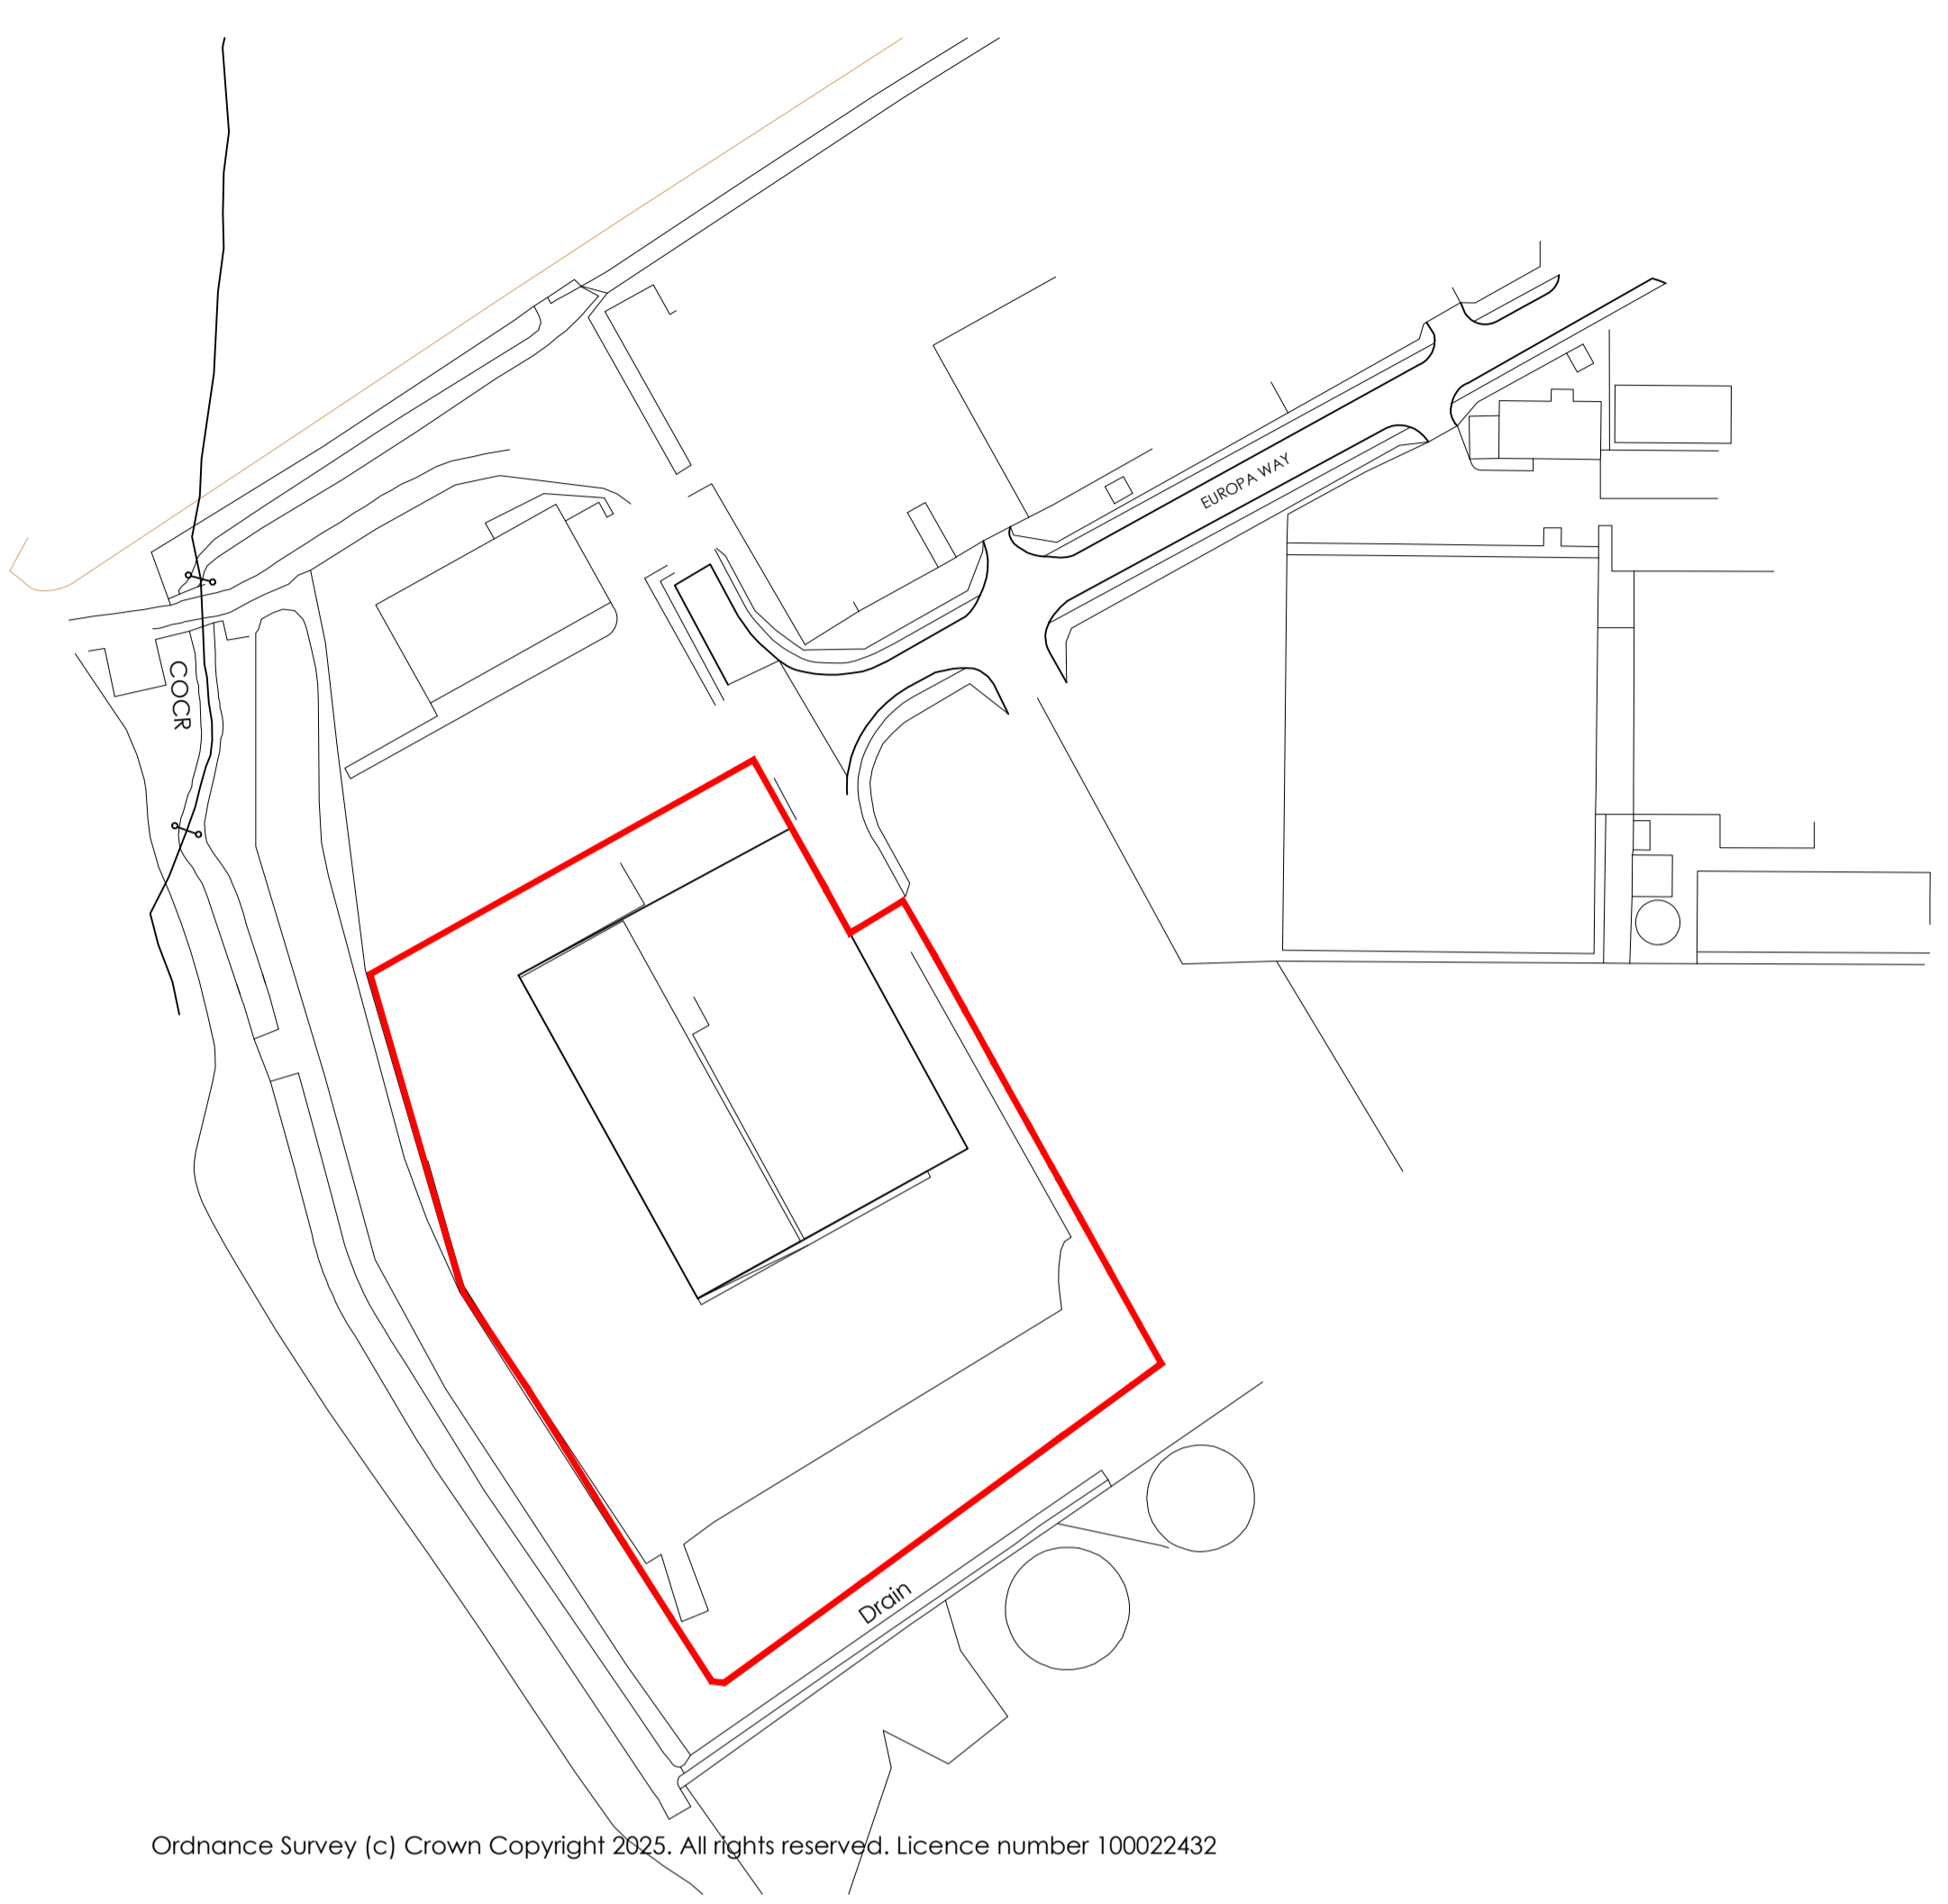 EUROPA WAY
COCR
Drain
Ordnance Survey (c) Crown Copyright 2025. All rights reserved. Licence number 100022432